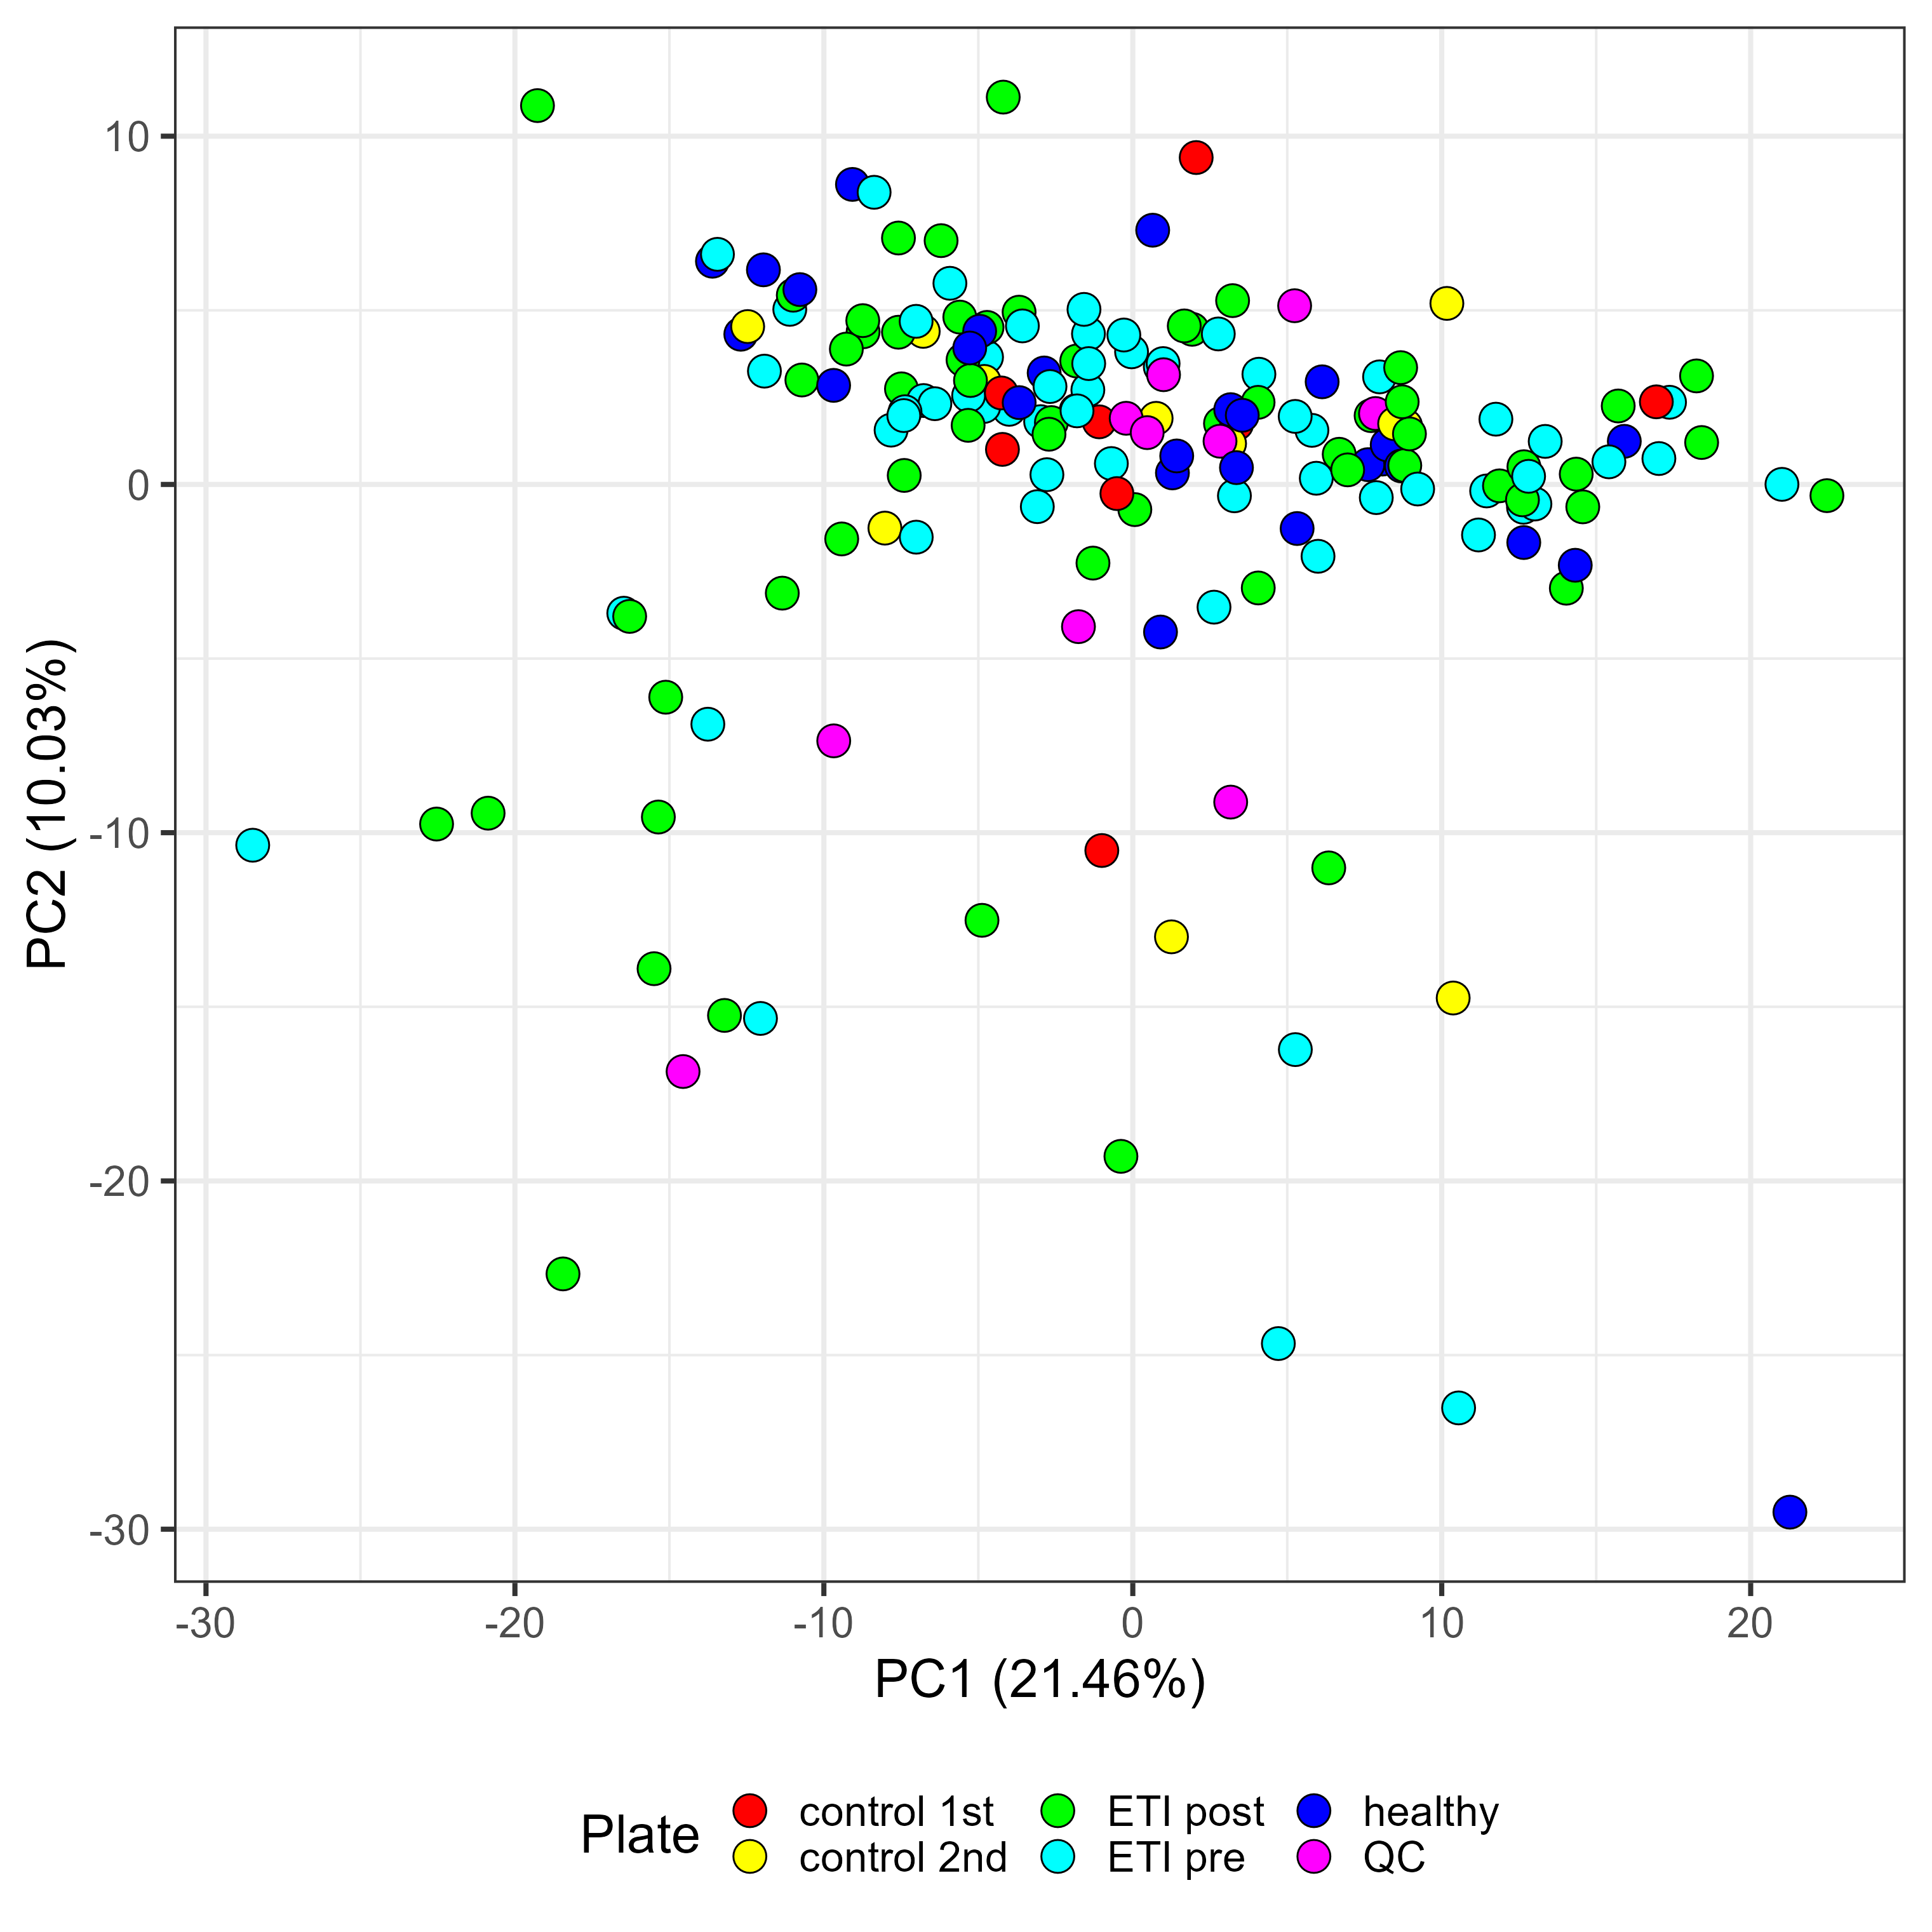 10
0
-10
-20
-30
PC2 (10.03%)
-30 -20 -10 0 10 20
PC1 (21.46%)
Plate
control 1st ETI post healthy
control 2nd ETI pre QC